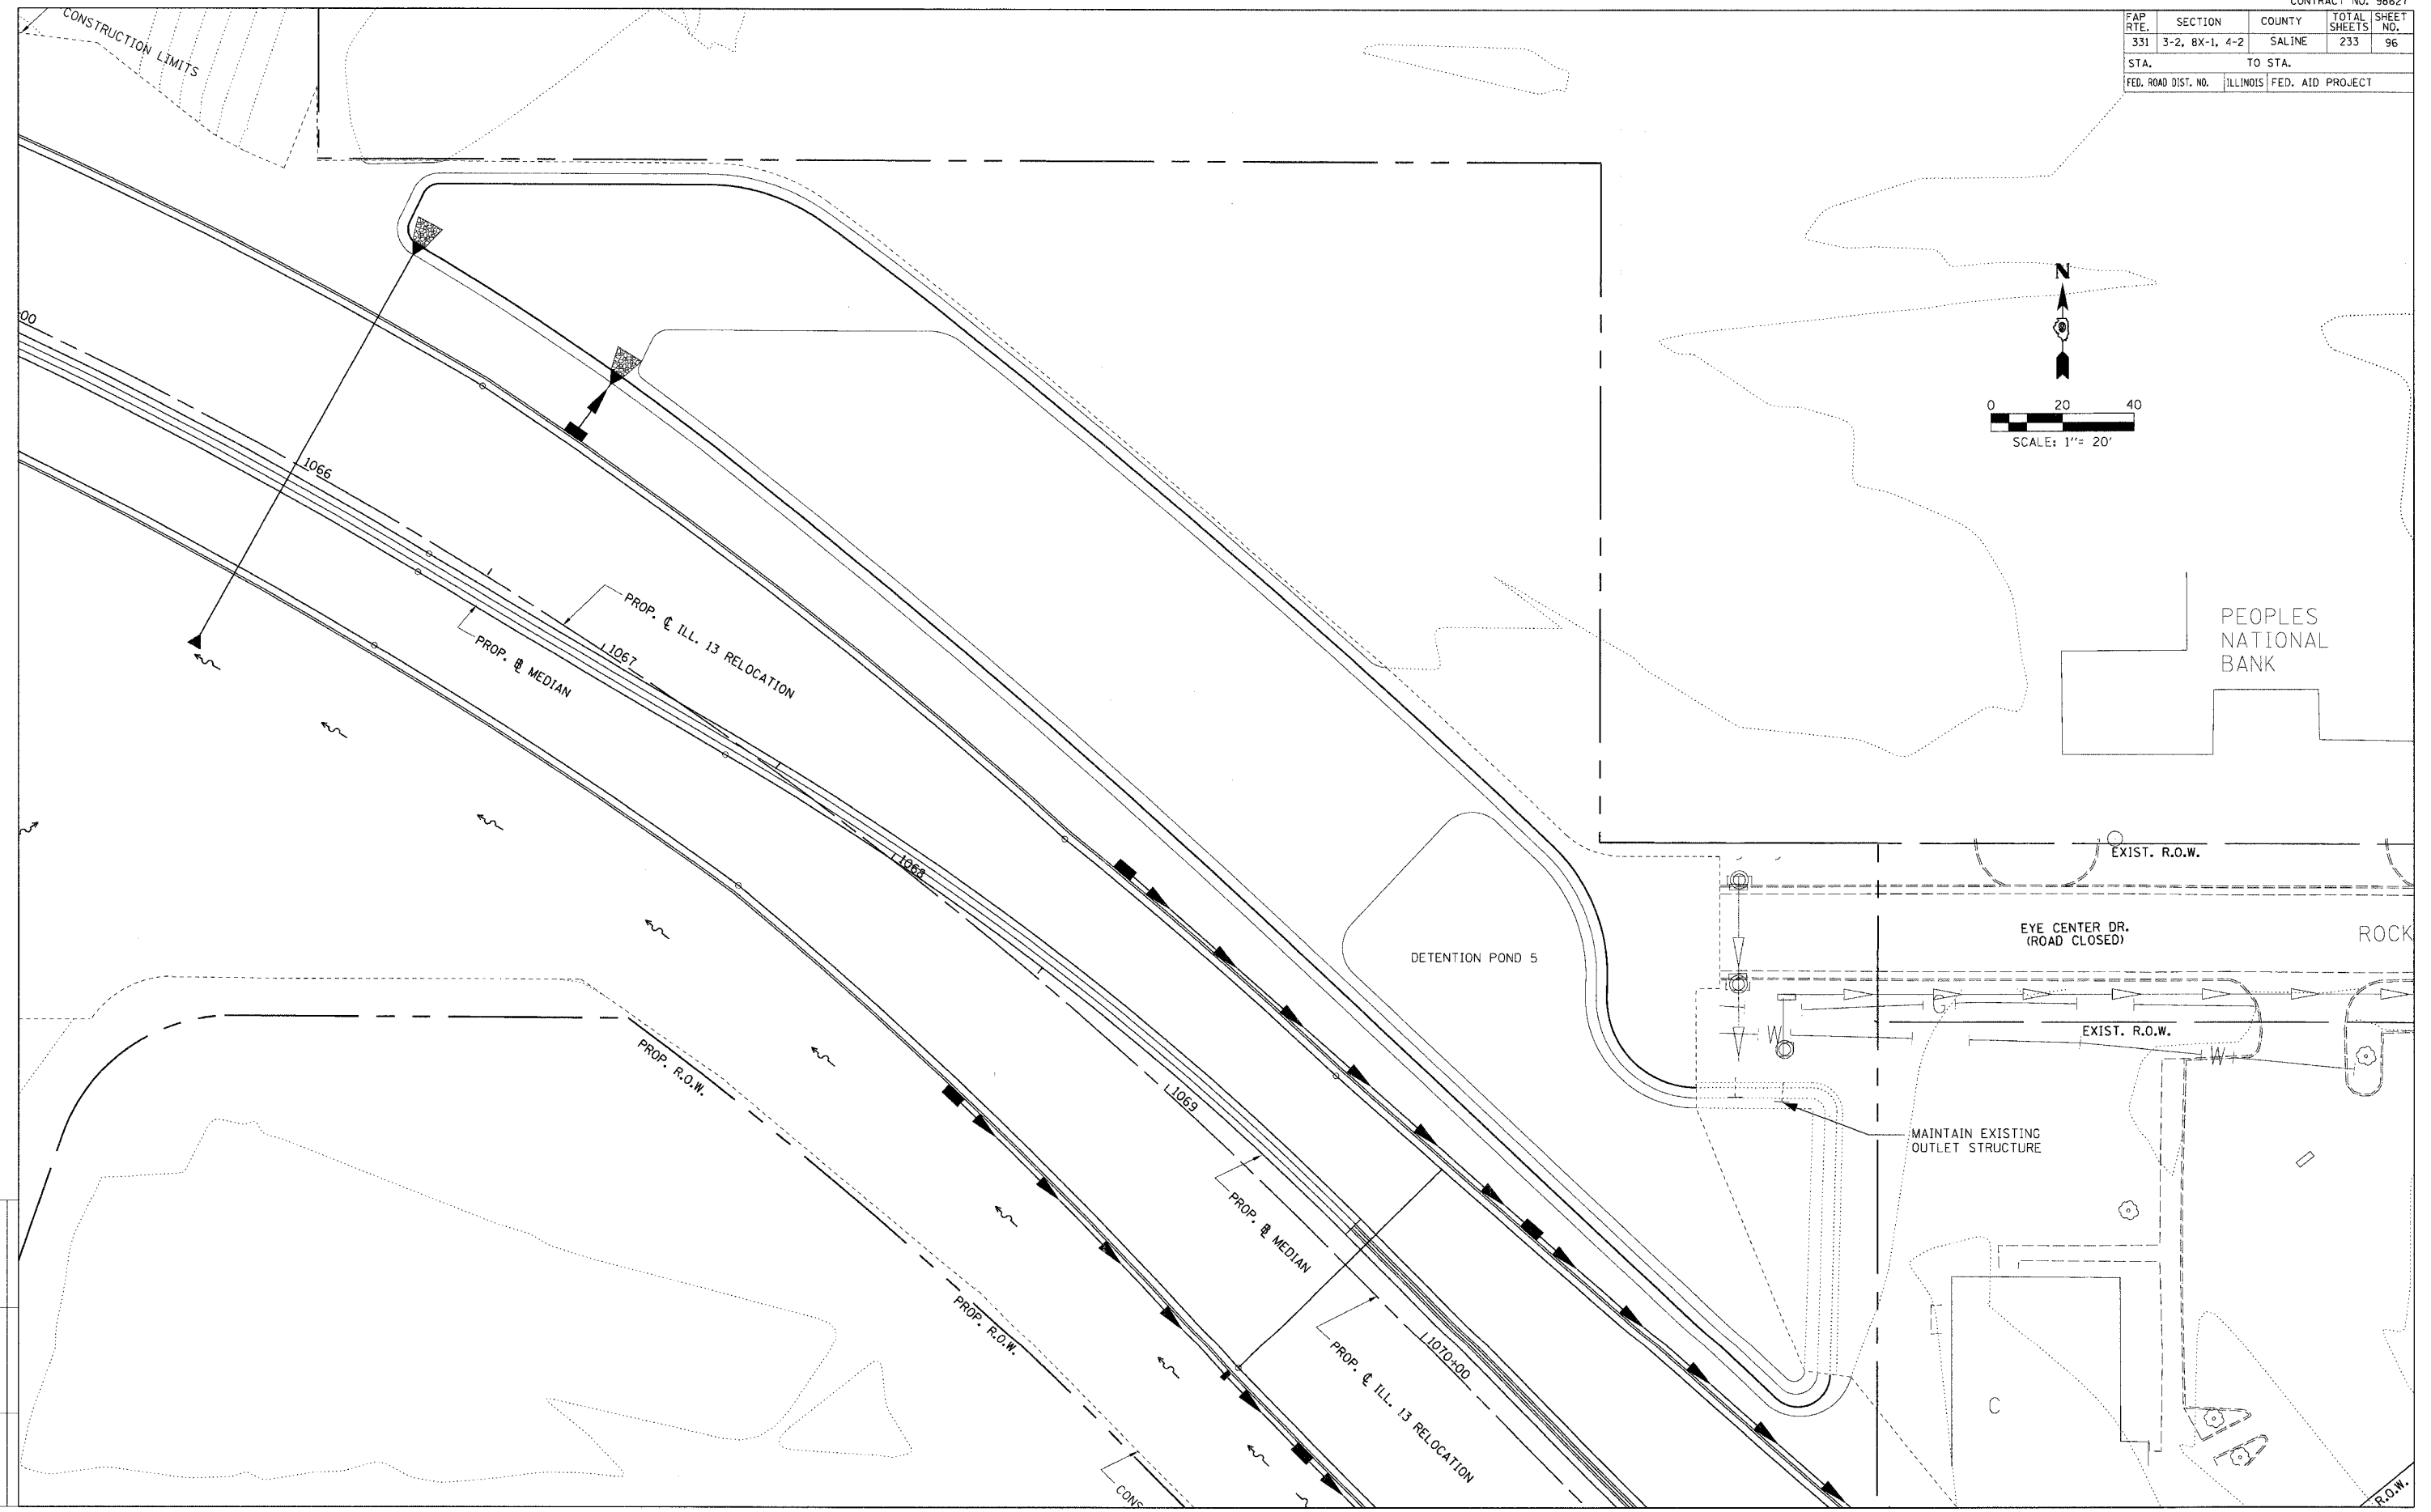 CONTRACT NO. 98627
FAP RTE. SECTION COUNTY TOTAL SHEETS SHEET NO.
331 3-2, 8X-1, 4-2 SALINE 233 96
STA. TO STA.
FED. ROAD DIST. NO. ILLINOIS FED. AID PROJECT
CONSTRUCTION LIMITS
N
0 20 40
SCALE: 1"= 20'
00
1066
PROP. ℄ ILL. 13 RELOCATION
1067
PROP. BL MEDIAN
PEOPLES
NATIONAL
BANK
1068
EXIST. R.O.W.
EYE CENTER DR.
(ROAD CLOSED)
ROCK
DETENTION POND 5
G
W
EXIST. R.O.W.
W
PROP. R.O.W.
1069
MAINTAIN EXISTING
OUTLET STRUCTURE
PROP. BL MEDIAN
PROP. R.O.W.
1070+00
PROP. ℄ ILL. 13 RELOCATION
C
CONS
R.O.W.